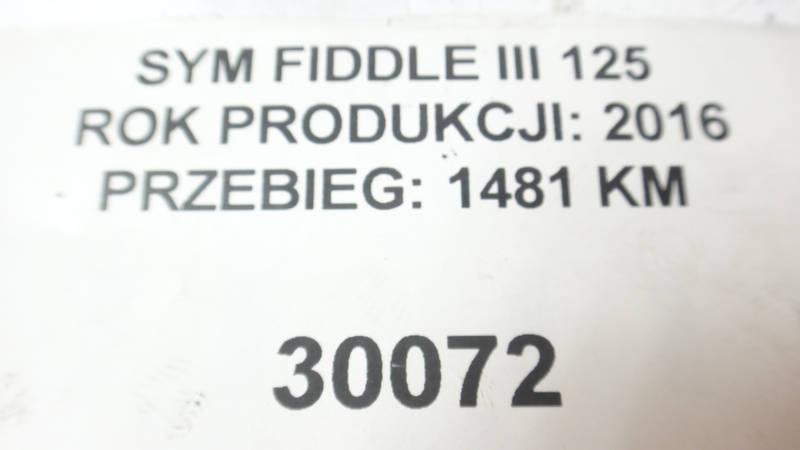 SYM FIDDLE III 125
ROK PRODUKCJI: 2016
PRZEBIEG: 1481 KM
30072